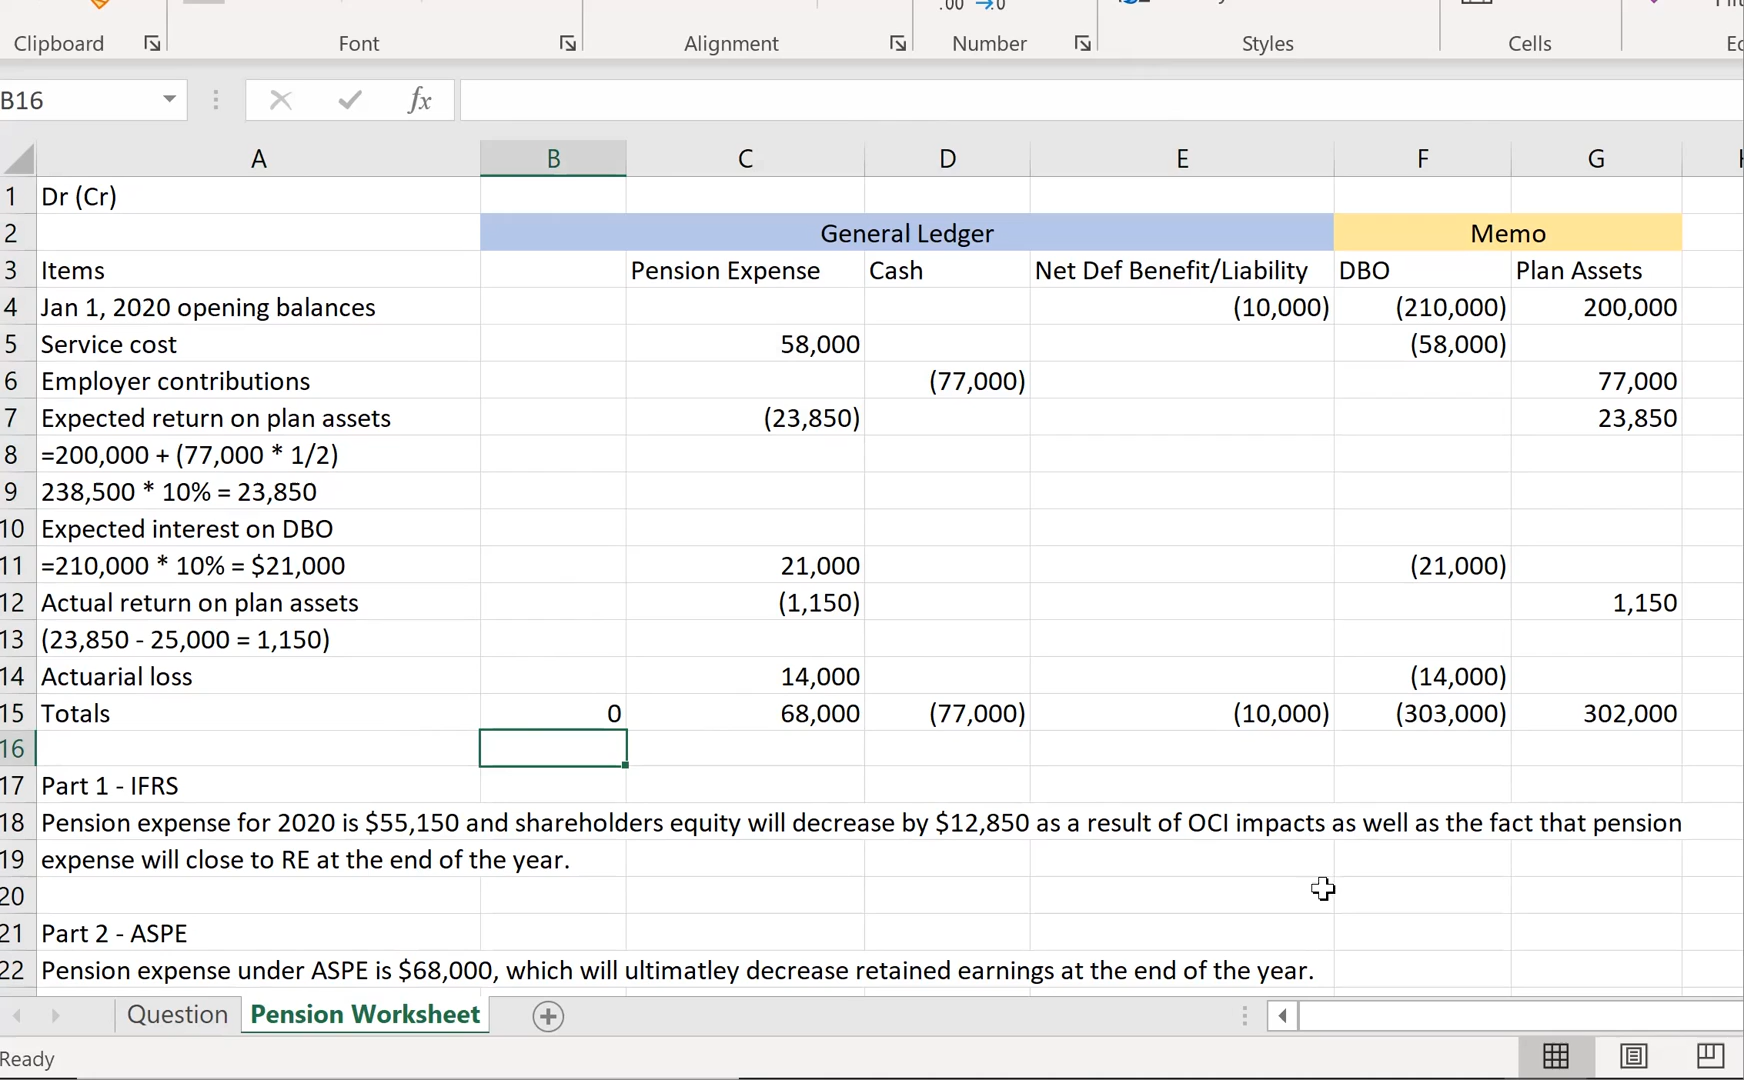 .00 →.0
Clipboard Font Alignment Number Styles Cells
B16 fx
A B C D E F G
1 Dr (Cr)
2 General Ledger Memo
3 Items Pension Expense Cash Net Def Benefit/Liability DBO Plan Assets
4 Jan 1, 2020 opening balances (10,000) (210,000) 200,000
5 Service cost 58,000 (58,000)
6 Employer contributions (77,000) 77,000
7 Expected return on plan assets (23,850) 23,850
8 =200,000 + (77,000 * 1/2)
9 238,500 * 10% = 23,850
10 Expected interest on DBO
11 =210,000 * 10% = $21,000 21,000 (21,000)
12 Actual return on plan assets (1,150) 1,150
13 (23,850 - 25,000 = 1,150)
14 Actuarial loss 14,000 (14,000)
15 Totals 0 68,000 (77,000) (10,000) (303,000) 302,000
16
17 Part 1 - IFRS
18 Pension expense for 2020 is $55,150 and shareholders equity will decrease by $12,850 as a result of OCI impacts as well as the fact that pension
19 expense will close to RE at the end of the year.
20
21 Part 2 - ASPE
22 Pension expense under ASPE is $68,000, which will ultimatley decrease retained earnings at the end of the year.
Question Pension Worksheet
Ready